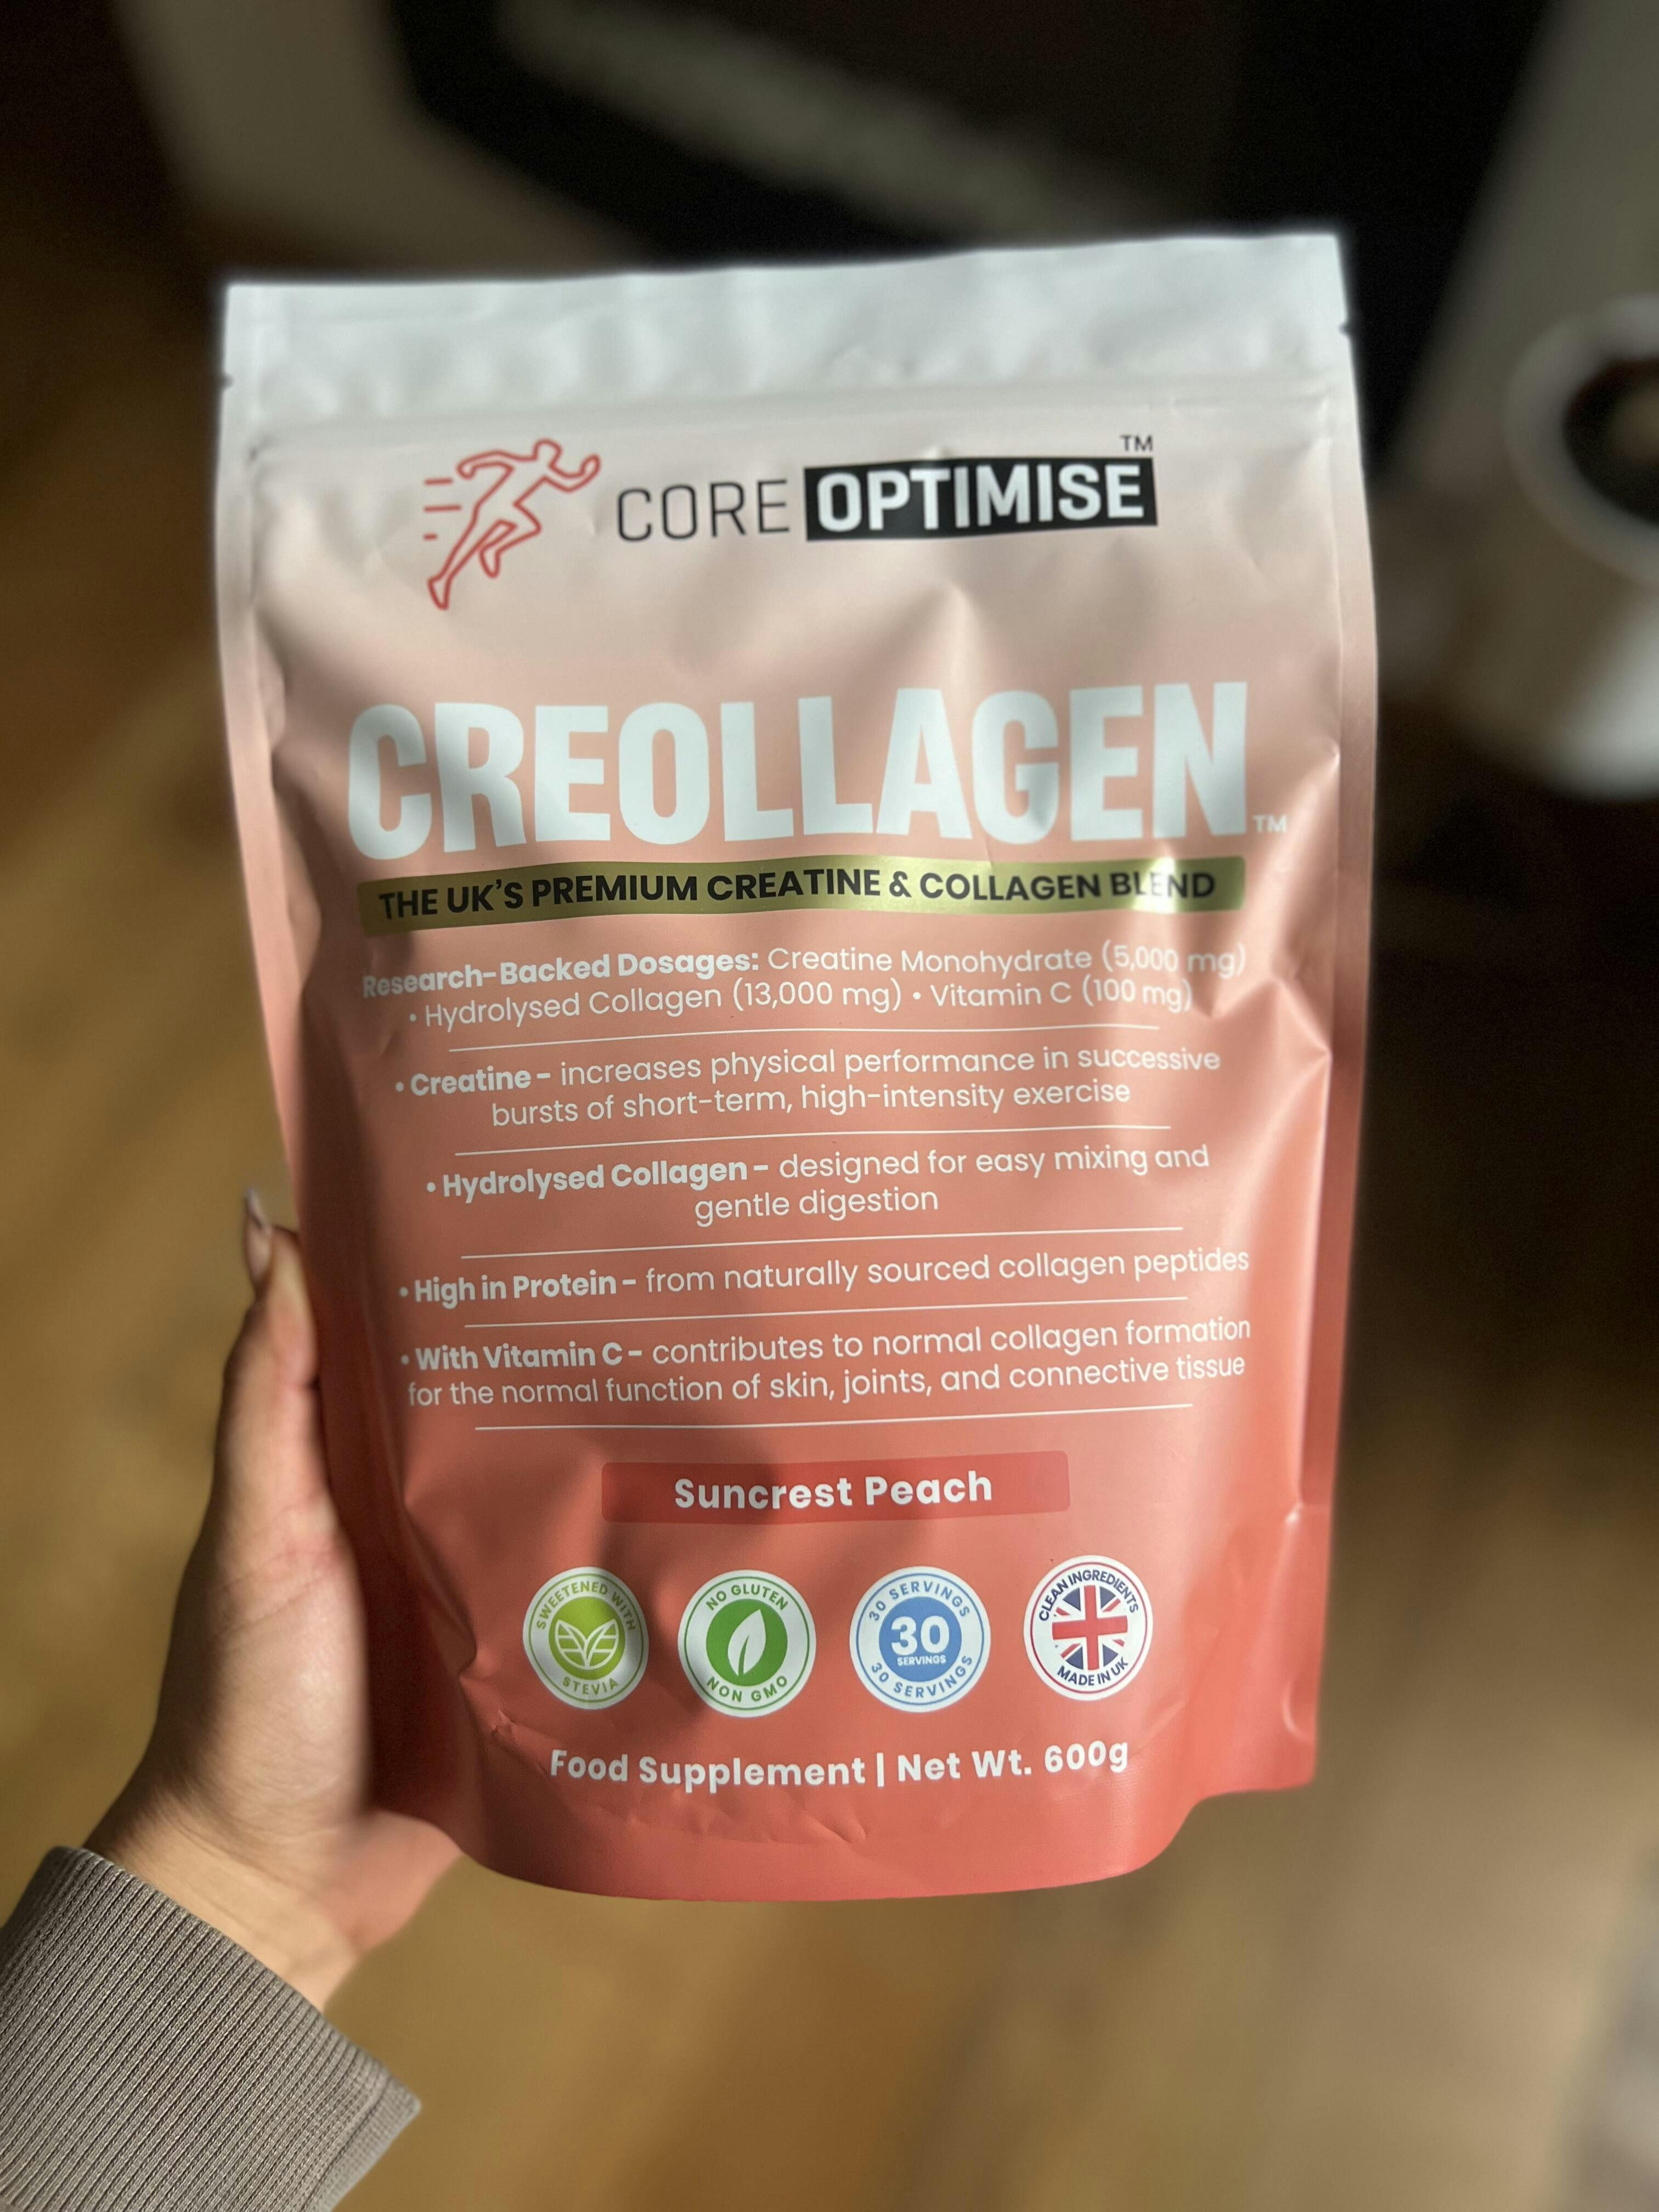 CORE OPTIMISE™
CREOLLAGEN™
THE UK'S PREMIUM CREATINE & COLLAGEN BLEND
Research-Backed Dosages: Creatine Monohydrate (5,000 mg)
• Hydrolysed Collagen (13,000 mg) • Vitamin C (100 mg)
• Creatine - increases physical performance in successive
bursts of short-term, high-intensity exercise
• Hydrolysed Collagen - designed for easy mixing and
gentle digestion
• High in Protein - from naturally sourced collagen peptides
• With Vitamin C - contributes to normal collagen formation
for the normal function of skin, joints, and connective tissue
Suncrest Peach
SWEETENED WITH
STEVIA
NO GLUTEN
NON GMO
30 SERVINGS
30
SERVINGS
30 SERVINGS
CLEAN INGREDIENTS
MADE IN UK
Food Supplement | Net Wt. 600g